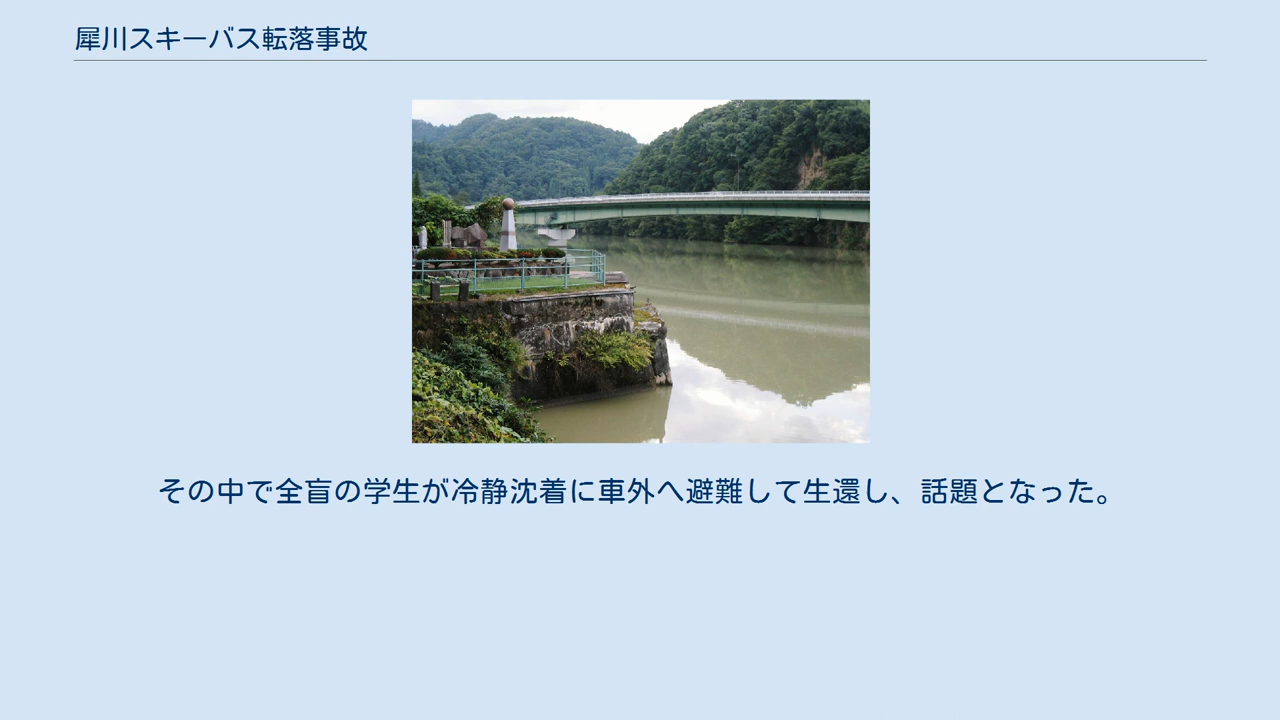 犀川スキーバス転落事故
その中で全盲の学生が冷静沈着に車外へ避難して生還し、話題となった。